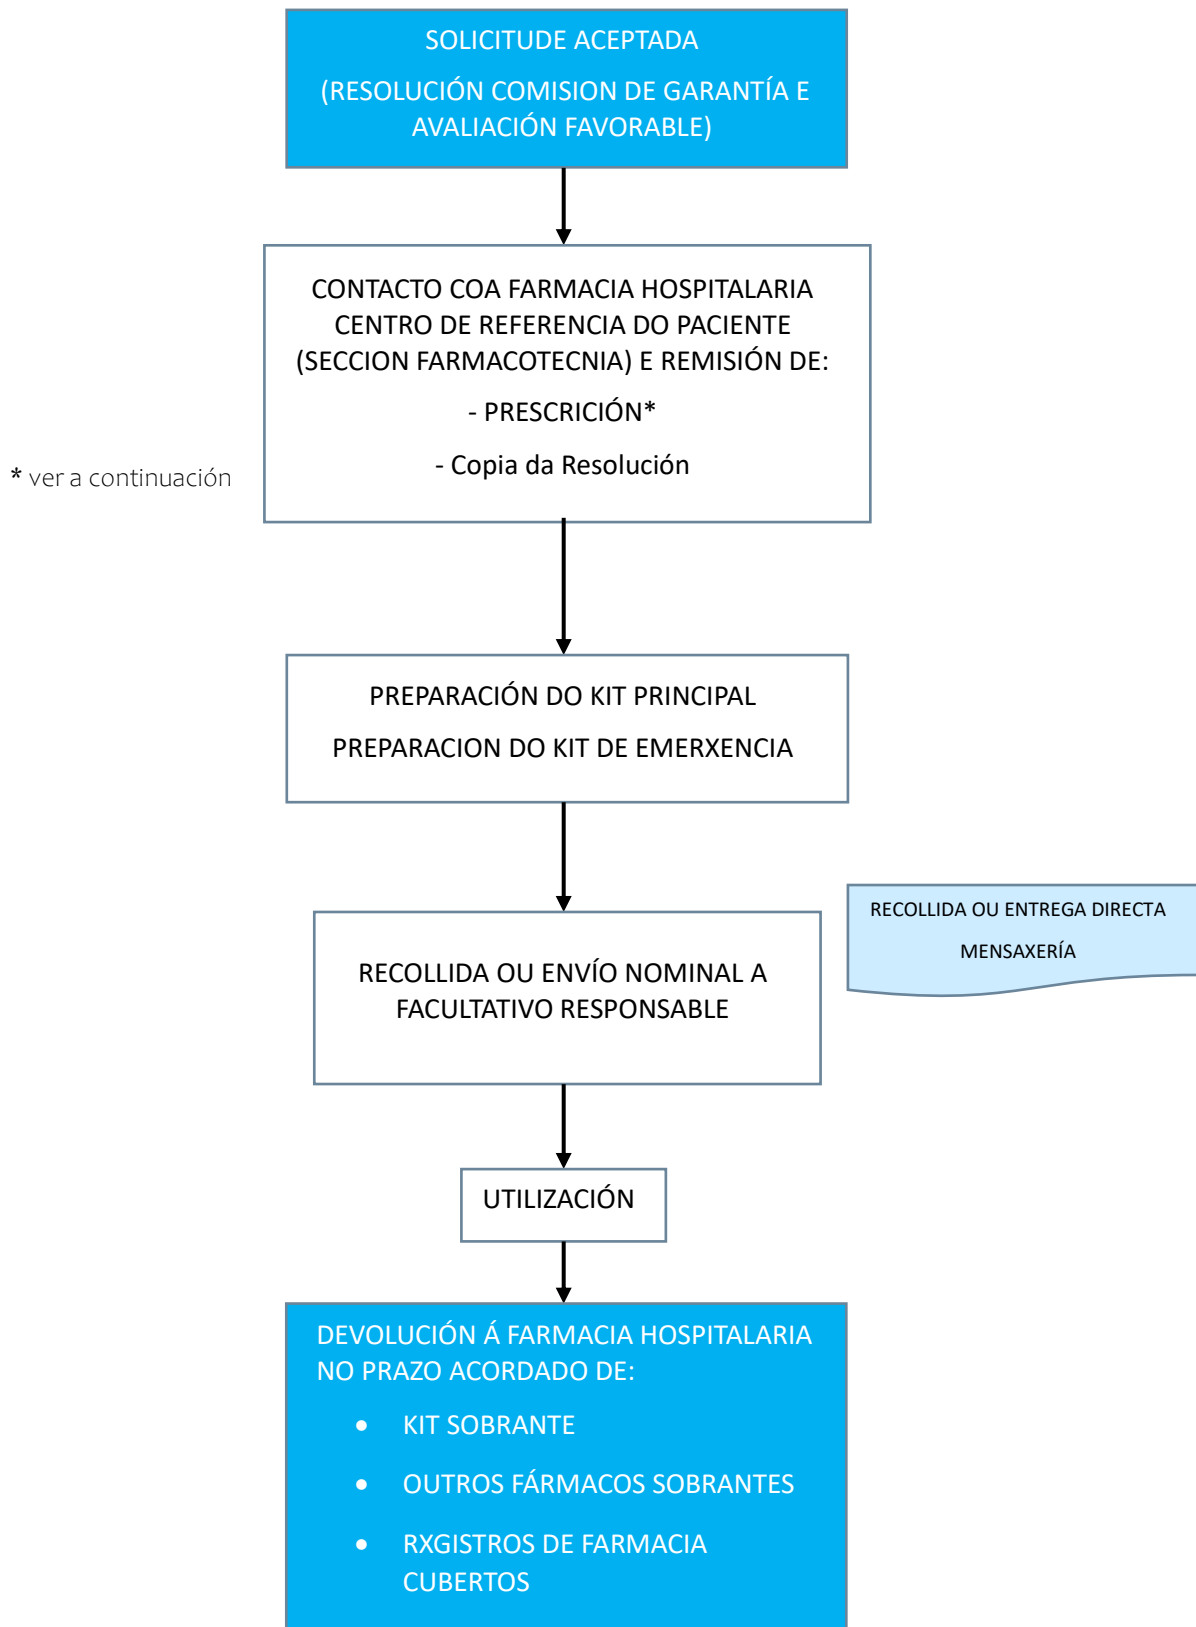 SOLICITUDE ACEPTADA
(RESOLUCIÓN COMISION DE GARANTÍA E
AVALIACIÓN FAVORABLE)
CONTACTO COA FARMACIA HOSPITALARIA
CENTRO DE REFERENCIA DO PACIENTE
(SECCION FARMACOTECNIA) E REMISIÓN DE:
- PRESCRICIÓN*
- Copia da Resolución
* ver a continuación
PREPARACIÓN DO KIT PRINCIPAL
PREPARACION DO KIT DE EMERXENCIA
RECOLLIDA OU ENTREGA DIRECTA
MENSAXERÍA
RECOLLIDA OU ENVÍO NOMINAL A
FACULTATIVO RESPONSABLE
UTILIZACIÓN
DEVOLUCIÓN Á FARMACIA HOSPITALARIA
NO PRAZO ACORDADO DE:
• KIT SOBRANTE
• OUTROS FÁRMACOS SOBRANTES
• RXGISTROS DE FARMACIA
CUBERTOS